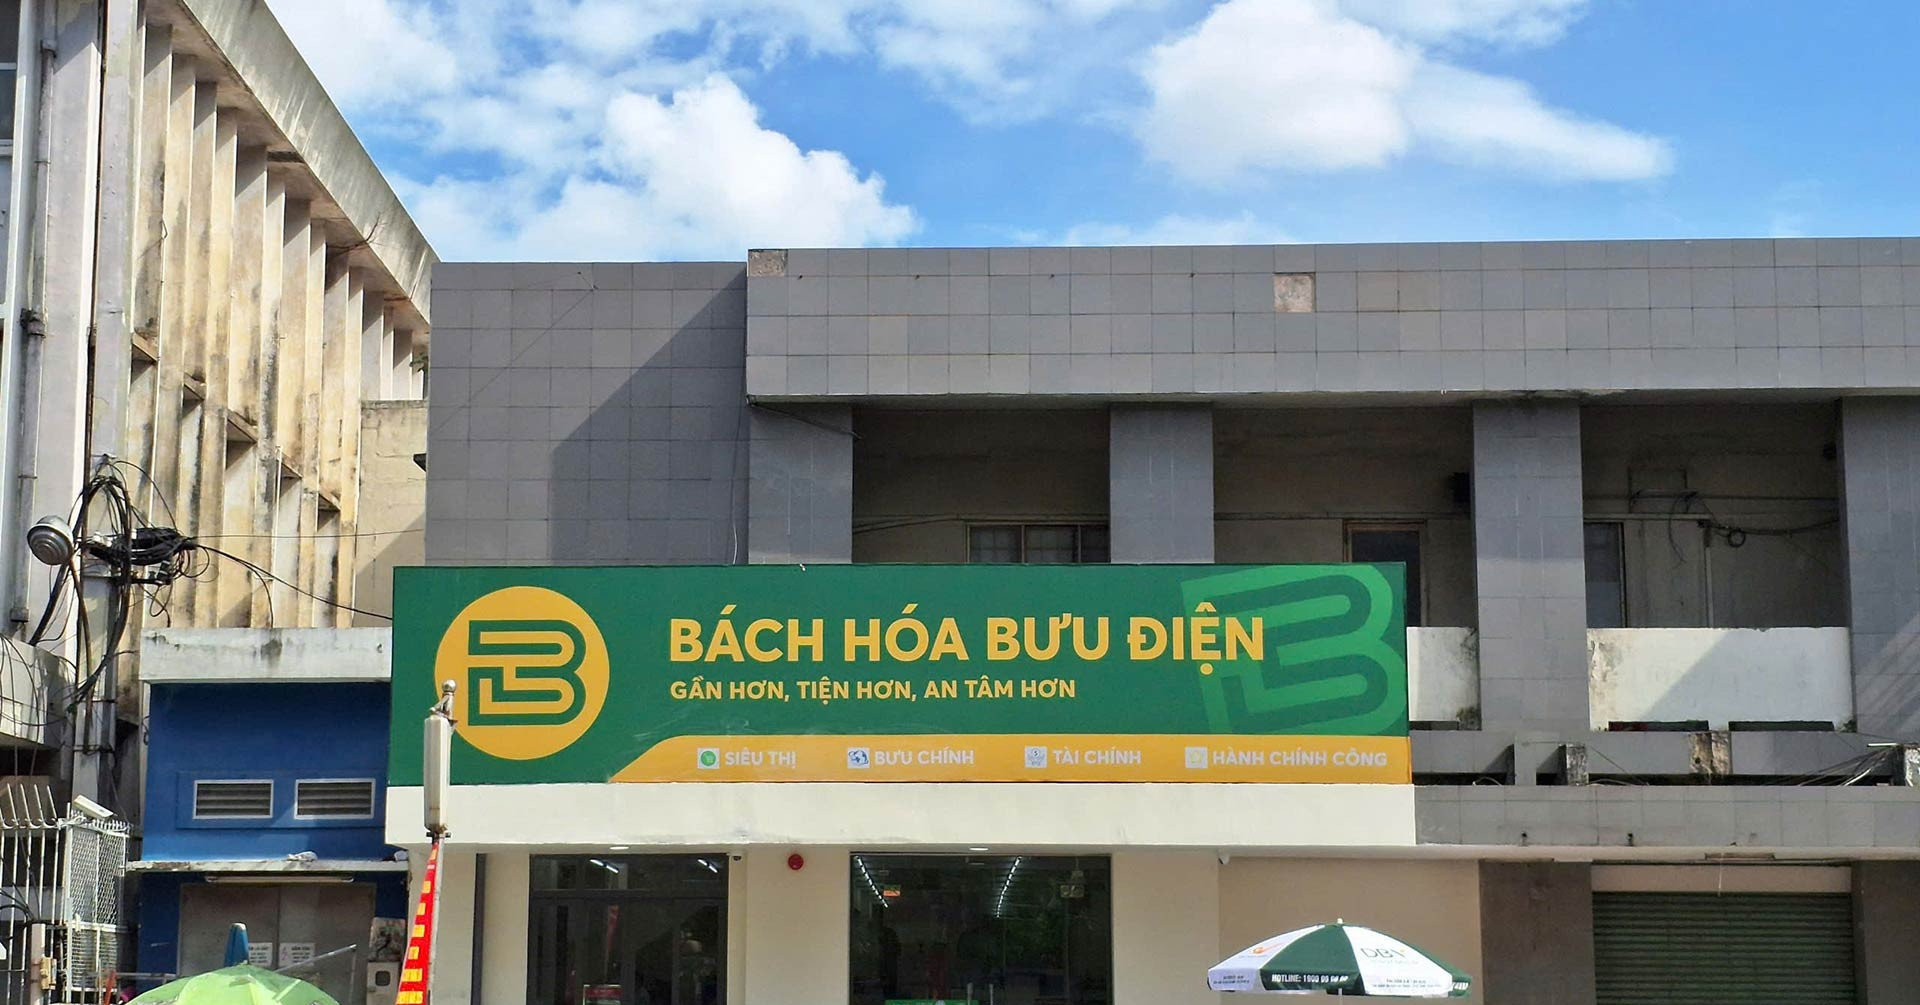 BÁCH HÓA BƯU ĐIỆN
GẦN HƠN, TIỆN HƠN, AN TÂM HƠN
SIÊU THỊ
BƯU CHÍNH
TÀI CHÍNH
HÀNH CHÍNH CÔNG
DBV